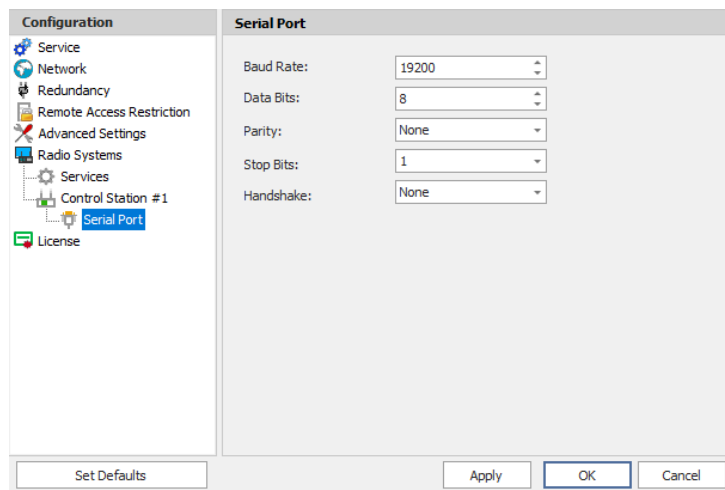 Configuration
Service
Network
Redundancy
Remote Access Restriction
Advanced Settings
Radio Systems
Services
Control Station #1
Serial Port
License
Serial Port
Baud Rate: 19200
Data Bits: 8
Parity: None
Stop Bits: 1
Handshake: None
Set Defaults
Apply
OK
Cancel